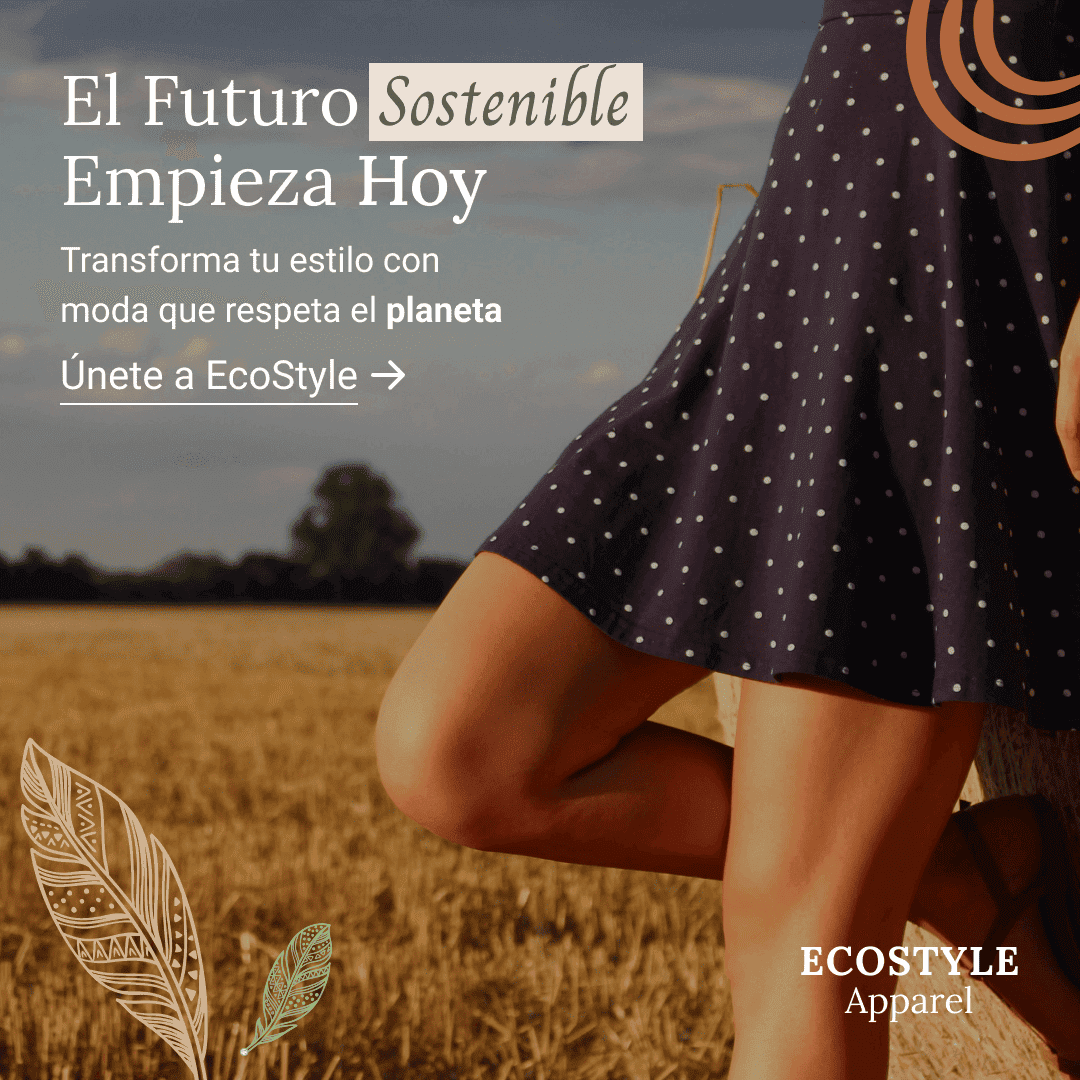 El Futuro Sostenible
Empieza Hoy
Transforma tu estilo con
moda que respeta el planeta
Únete a EcoStyle →
ECOSTYLE
Apparel